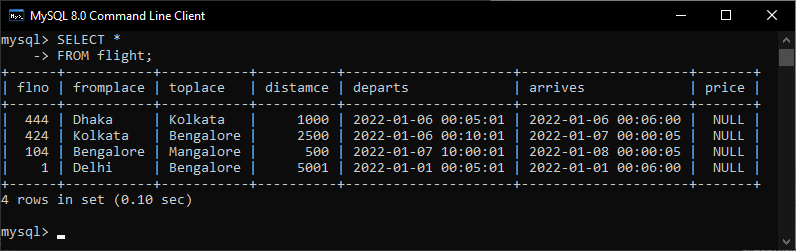 MySQL 8.0 Command Line Client
mysql> SELECT *
    -> FROM flight;
+-------+-----------+-----------+----------+---------------------+---------------------+-------+
| flno | fromplace | toplace | distamce | departs | arrives | price |
+-------+-----------+-----------+----------+---------------------+---------------------+-------+
| 444 | Dhaka | Kolkata | 1000 | 2022-01-06 00:05:01 | 2022-01-06 00:06:00 | NULL |
| 424 | Kolkata | Bengalore | 2500 | 2022-01-06 00:10:01 | 2022-01-07 00:00:05 | NULL |
| 104 | Bengalore | Mangalore | 500 | 2022-01-07 10:00:01 | 2022-01-08 00:00:05 | NULL |
| 1 | Delhi | Bengalore | 5001 | 2022-01-01 00:05:01 | 2022-01-01 00:06:00 | NULL |
+-------+-----------+-----------+----------+---------------------+---------------------+-------+
4 rows in set (0.10 sec)
mysql>